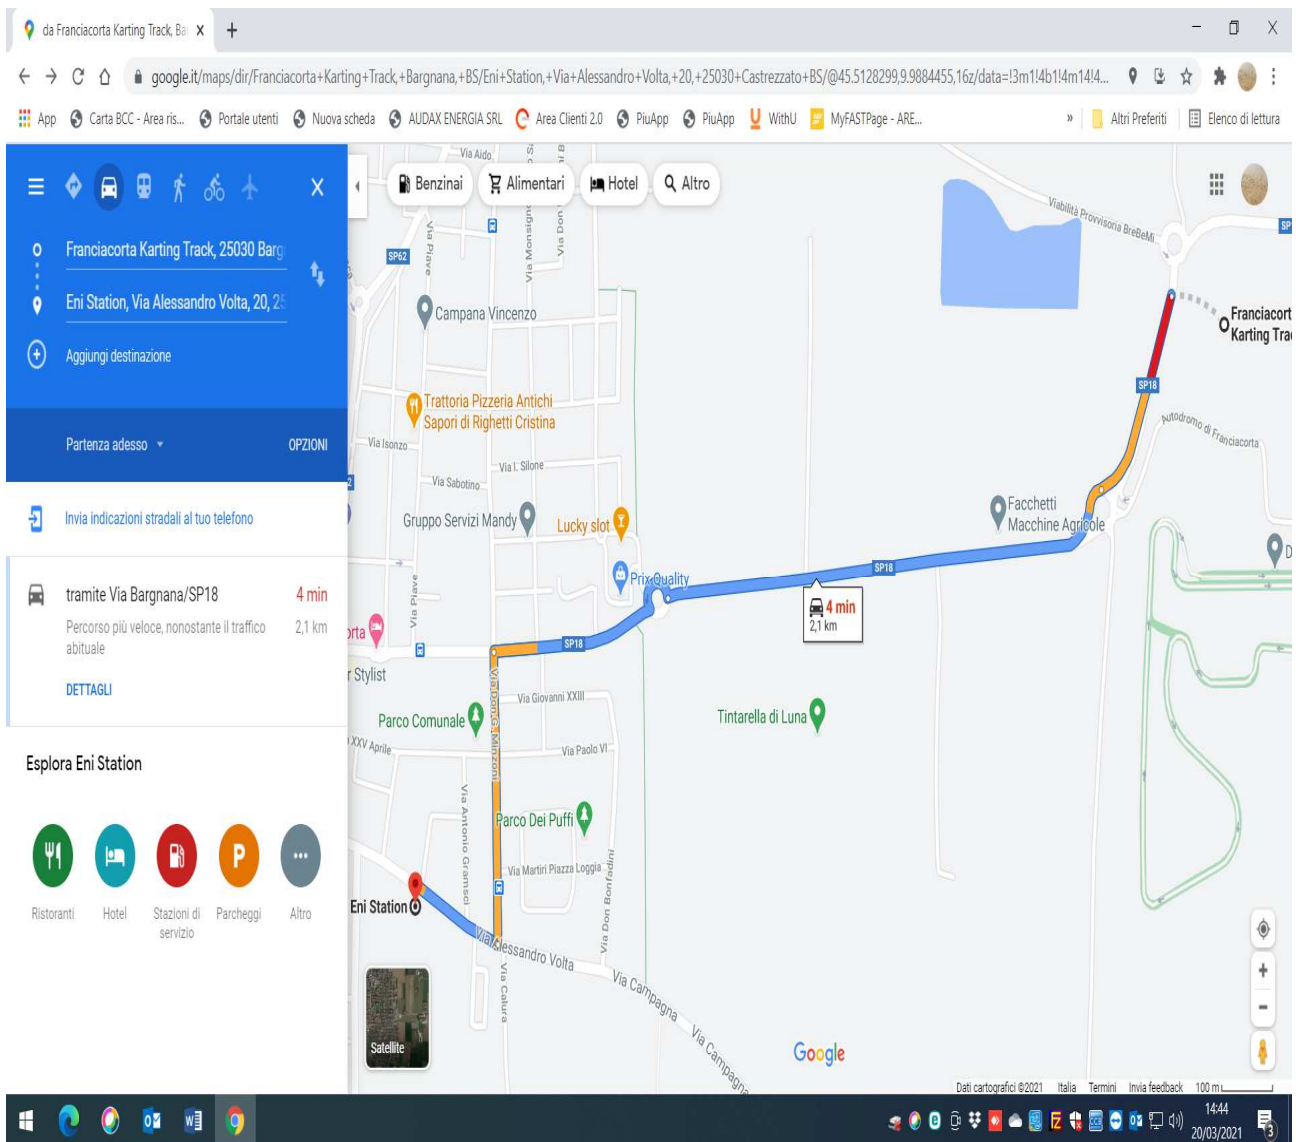 da Franciacorta Karting Track, Ba
google.it/maps/dir/Franciacorta+Karting+Track,+Bargnana,+BS/Eni+Station,+Via+Alessandro+Volta,+20,+25030+Castrezzato+BS/@45.5128299,9.9884455,16z/data=!3m1!4b1!4m14!4...
App
Carta BCC - Area ris...
Portale utenti
Nuova scheda
AUDAX ENERGIA SRL
Area Clienti 2.0
PiuApp
PiuApp
WithU
MyFASTPage - ARE...
»
Altri Preferiti
Elenco di lettura
Franciacorta Karting Track, 25030 Barg
Eni Station, Via Alessandro Volta, 20, 25
Aggiungi destinazione
Partenza adesso
OPZIONI
Invia indicazioni stradali al tuo telefono
tramite Via Bargnana/SP18
4 min
Percorso più veloce, nonostante il traffico
abituale
2,1 km
DETTAGLI
Esplora Eni Station
Ristoranti
Hotel
Stazioni di
servizio
Parcheggi
Altro
Benzinai
Alimentari
Hotel
Altro
Via Aido
Via Piave
Via Monsigno
Via Don
SP62
Viabilità Provvisoria BreBeMi
SP
Campana Vincenzo
Franciacort
Karting Tra
SP18
Trattoria Pizzeria Antichi
Sapori di Righetti Cristina
Autodromo di Franciacorta
Via Isonzo
Via I. Silone
Via Sabotino
Gruppo Servizi Mandy
Lucky slot
Facchetti
Macchine Agricole
D
Prix Quality
SP18
4 min
2,1 km
Via Piave
orta
SP18
r Stylist
Via Giovanni XXIII
Via Don G. Minzoni
Parco Comunale
Tintarella di Luna
XXV Aprile
Via Paolo VI
Via Antonio Gramsci
Parco Dei Puffi
Via Martiri Piazza Loggia
Via Don Bonfadini
Eni Station
Via Alessandro Volta
Via Calura
Via Campagna
Via Campagna
Satellite
Google
Dati cartografici ©2021
Italia
Termini
Invia feedback
100 m
14:44
20/03/2021
3